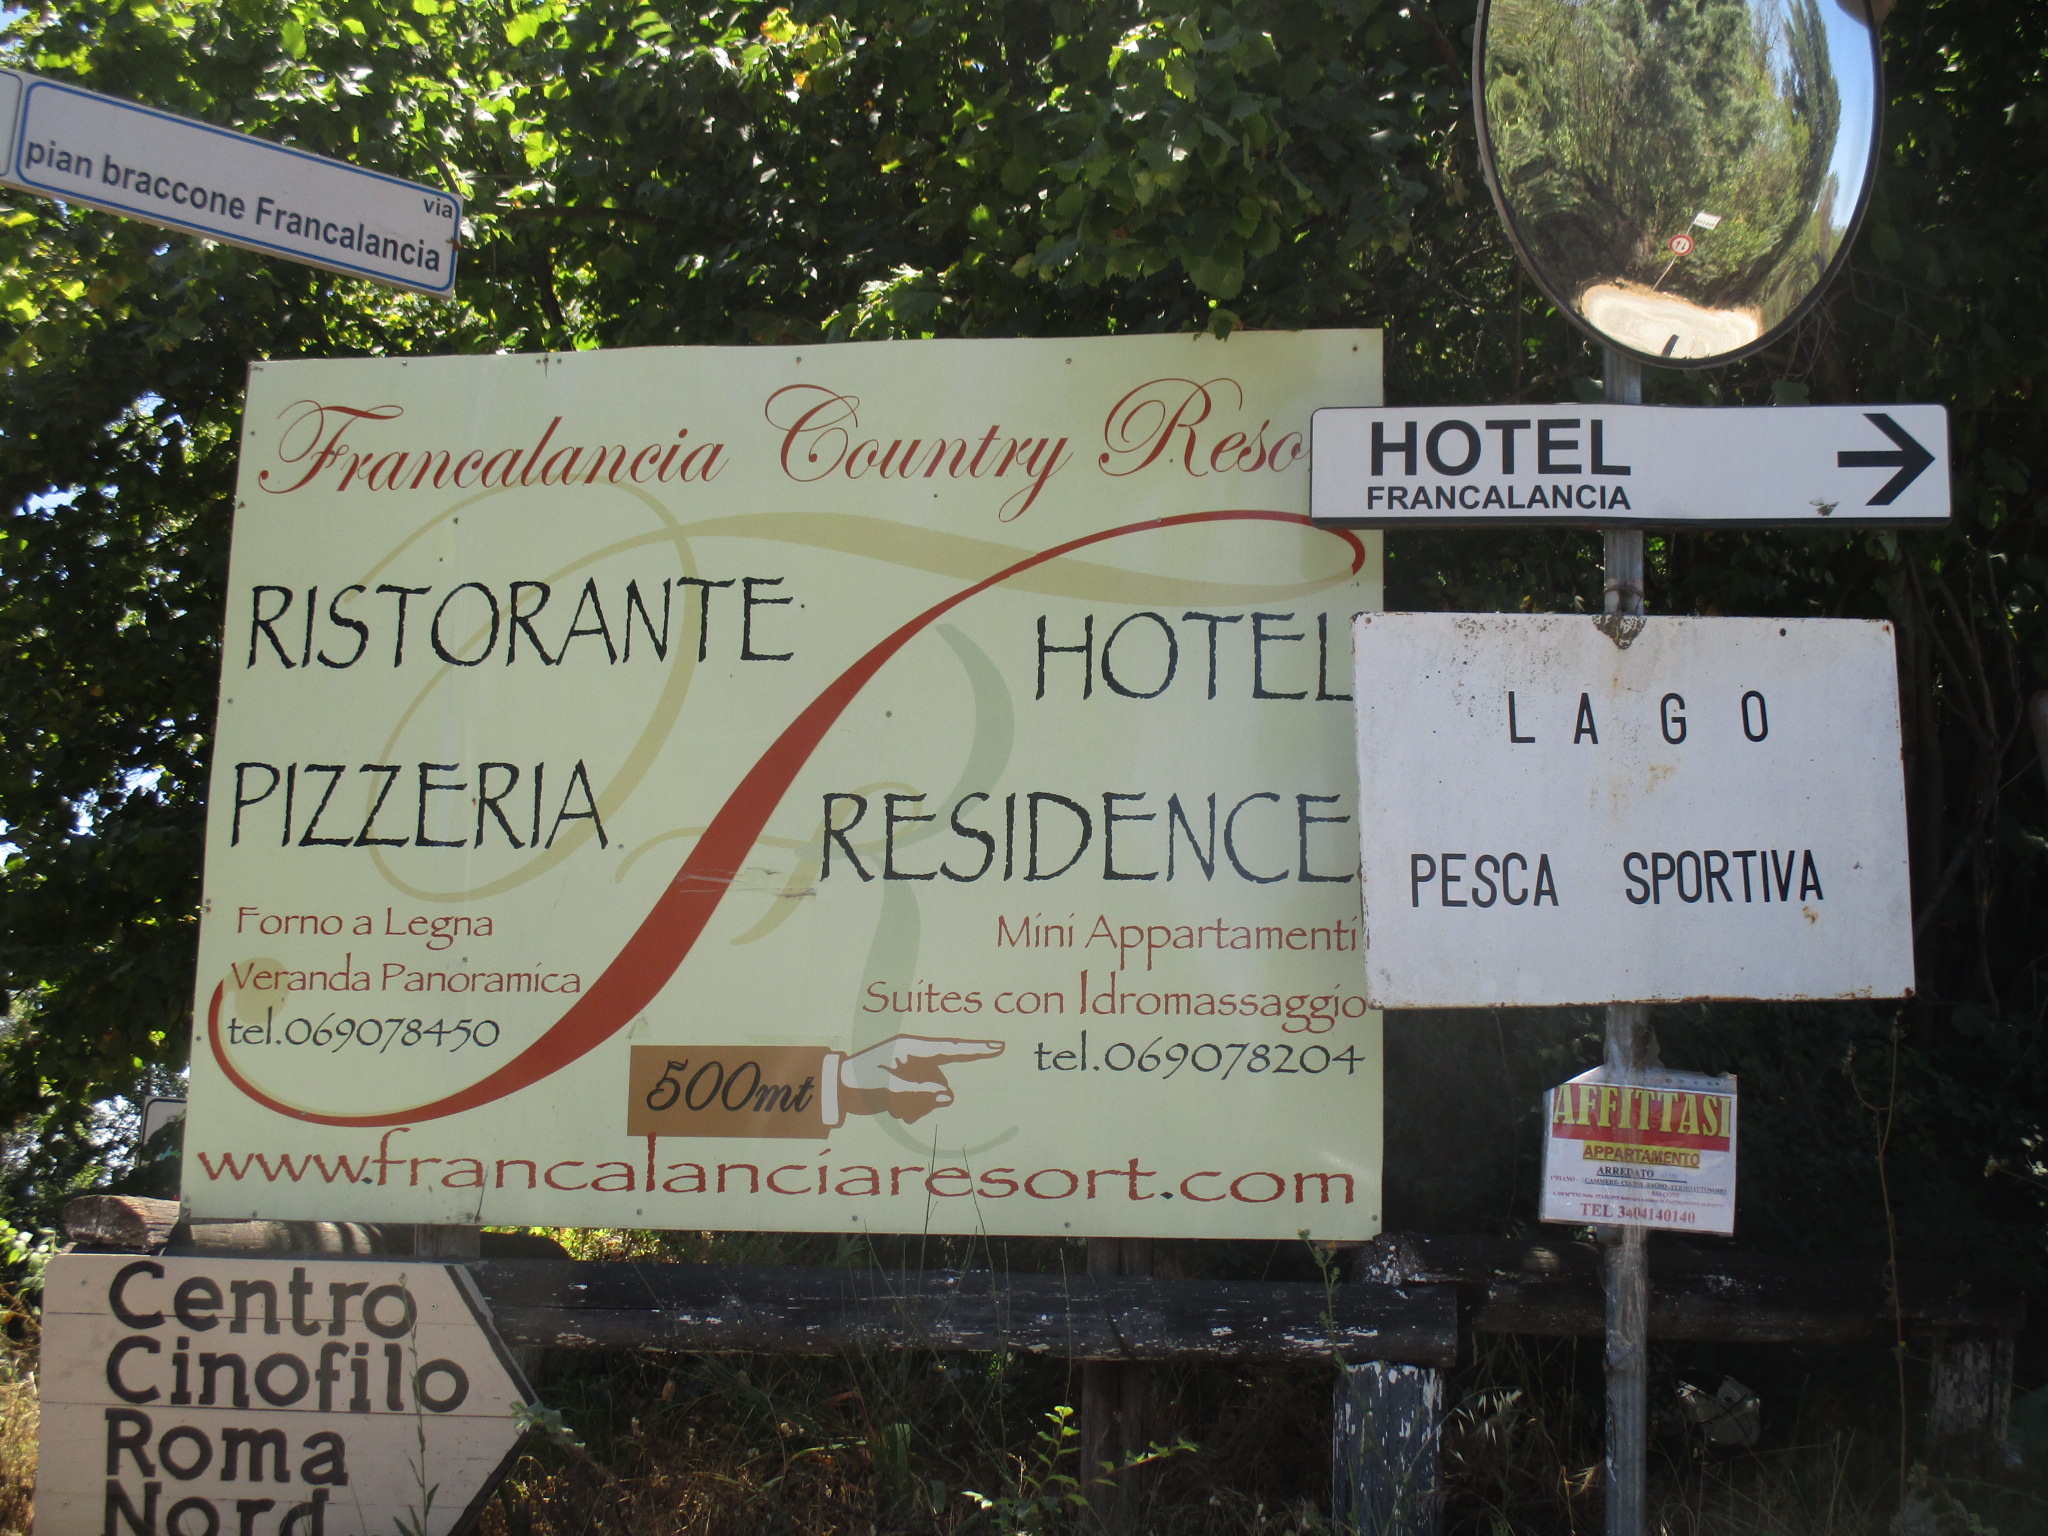 via
pian braccone Francalancia
Francalancia Country Reso
RISTORANTE
HOTEL
PIZZERIA
RESIDENCE
Forno a Legna
Mini Appartamenti
Veranda Panoramica
Suites con Idromassaggio
tel.069078450
tel.069078204
500mt
www.francalanciaresort.com
HOTEL
FRANCALANCIA
LAGO
PESCA SPORTIVA
AFFITTASI
APPARTAMENTO
ARREDATO
TEL 3404140140
Centro
Cinofilo
Roma
Nord